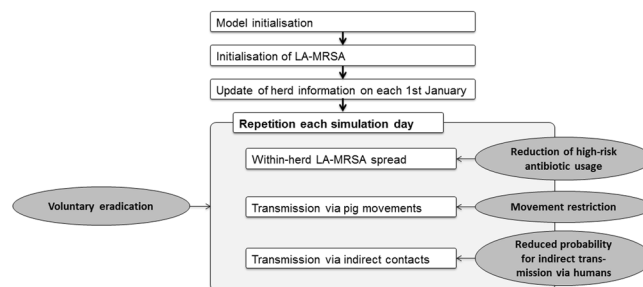 Model initialisation
Initialisation of LA-MRSA
Update of herd information on each 1st January
Repetition each simulation day
Within-herd LA-MRSA spread
Reduction of high-risk
antibiotic usage
Voluntary eradication
Transmission via pig movements
Movement restriction
Transmission via indirect contacts
Reduced probability
for indirect trans-
mission via humans